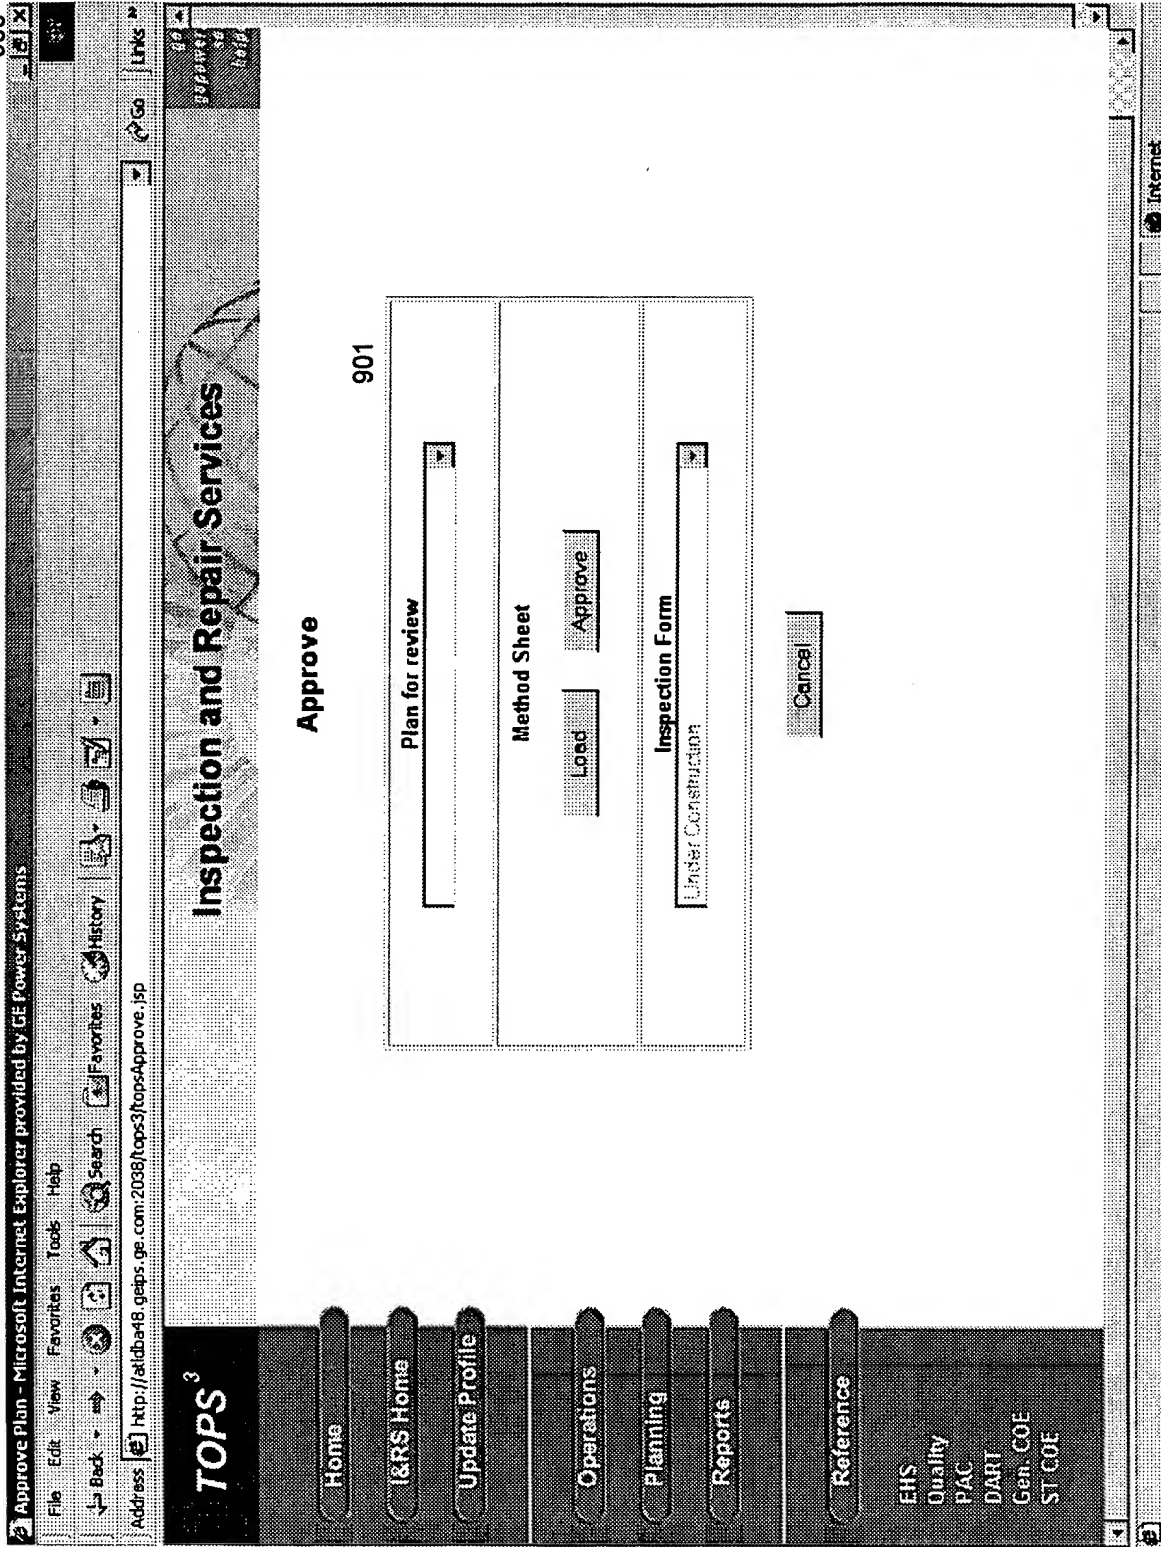 Approve Plan - Microsoft Internet Explorer provided by GE Power Systems
File Edit View Favorites Tools Help
Back Search Favorites History
Address http://atldba48.geips.ge.com:2038/tops3/topsApprove.jsp Go Links »
TOPS3
Inspection and Repair Services
Home
I&RS Home
Update Profile
Operations
Planning
Reports
Reference
EHS
Quality
PAC
DART
Gen. COE
ST COE
Approve
901
Plan for review
Method Sheet
Load Approve
Inspection Form
Under Construction
Cancel
Internet